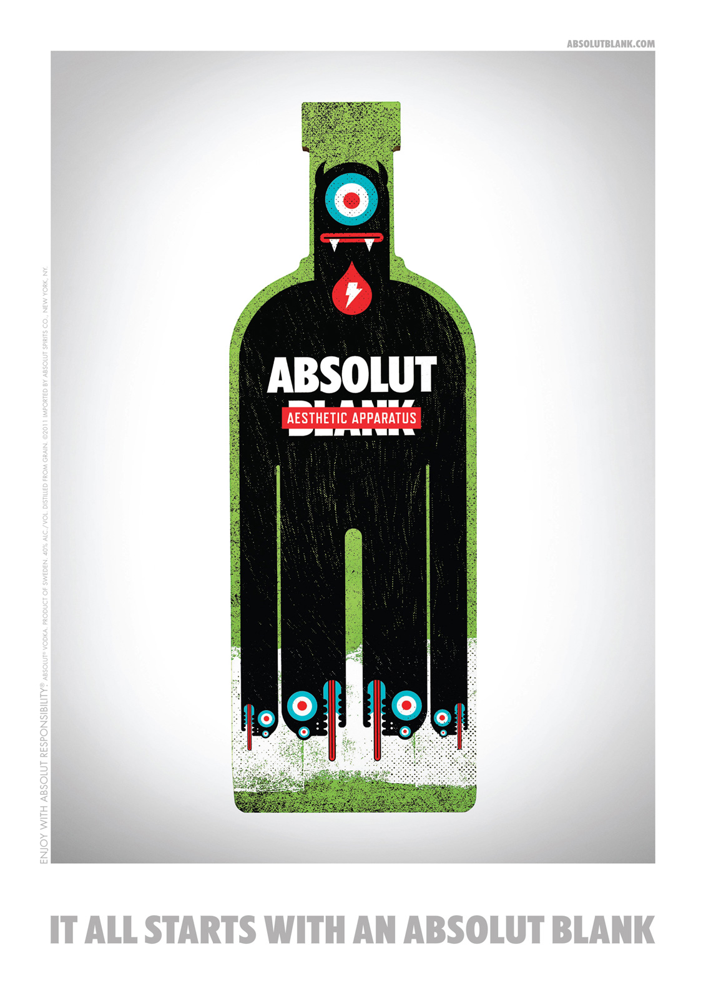 ABSOLUTBLANK.COM
ABSOLUT
BLANK
AESTHETIC APPARATUS
ENJOY WITH ABSOLUT RESPONSIBILITY® ABSOLUT® VODKA. PRODUCT OF SWEDEN. 40% ALC./VOL. DISTILLED FROM GRAIN. ©2011 IMPORTED BY ABSOLUT SPIRITS CO., NEW YORK, NY.
IT ALL STARTS WITH AN ABSOLUT BLANK